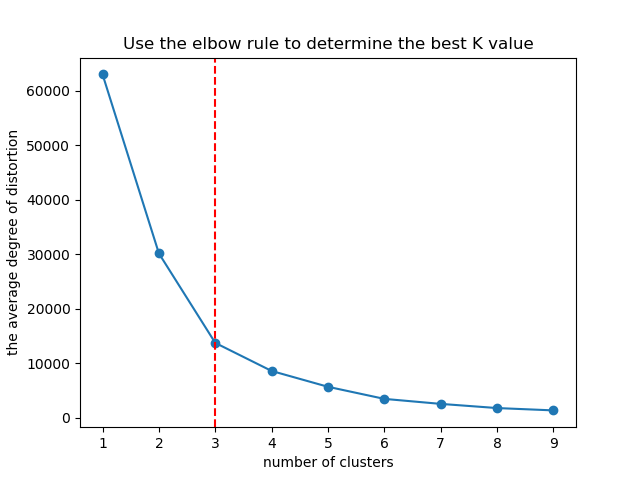 Use the elbow rule to determine the best K value
the average degree of distortion
60000
50000
40000
30000
20000
10000
0
1 2 3 4 5 6 7 8 9
number of clusters